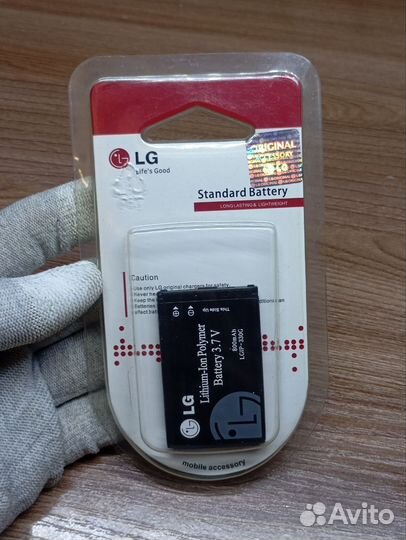 LG
Life's Good
ORIGINAL
ACCESSORY
LG
Standard Battery
LONG LASTING & LIGHTWEIGHT
Caution
This Side Up
800mAh
LGIP-330G
Lithium-Ion Polymer
Battery 3.7V
LG
mobile accessory
Avito